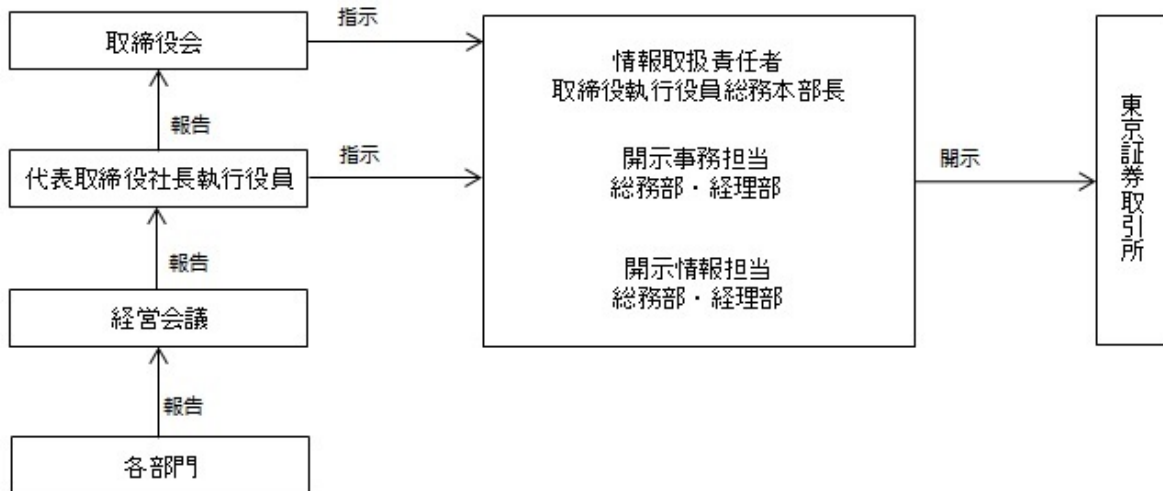 指示
取締役会
報告
指示
代表取締役社長執行役員
報告
経営会議
報告
各部門
情報取扱責任者
取締役執行役員総務本部長
開示事務担当
総務部・経理部
開示情報担当
総務部・経理部
開示
東京証券取引所